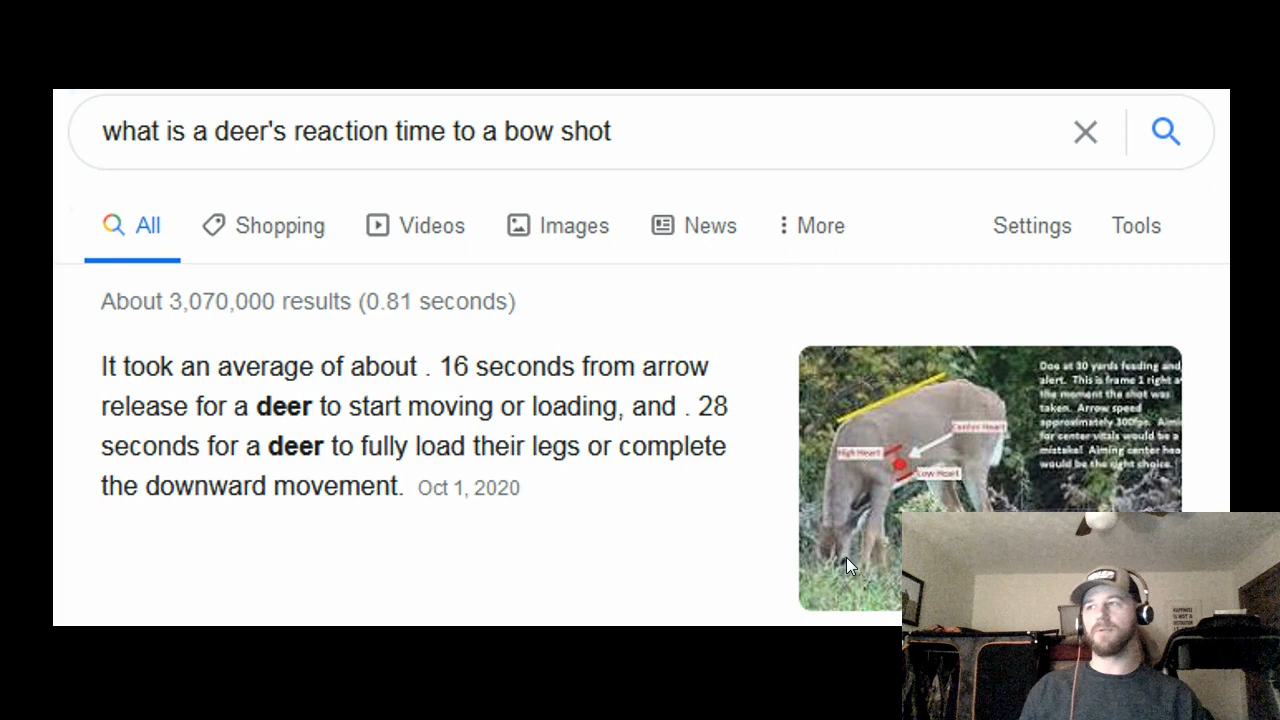 what is a deer's reaction time to a bow shot
All Shopping Videos Images News More Settings Tools
About 3,070,000 results (0.81 seconds)
It took an average of about . 16 seconds from arrow
release for a deer to start moving or loading, and . 28
seconds for a deer to fully load their legs or complete
the downward movement. Oct 1, 2020
Doe at 30 yards feeding and
alert. This is frame 1 right
the moment the shot was
taken. Arrow speed
approximately 300fps.
for center vitals would be a
mistake! Aiming center
would be the right choice.
Center Heart
High Heart
Low Heart
HAPPINESS
IS NOT A